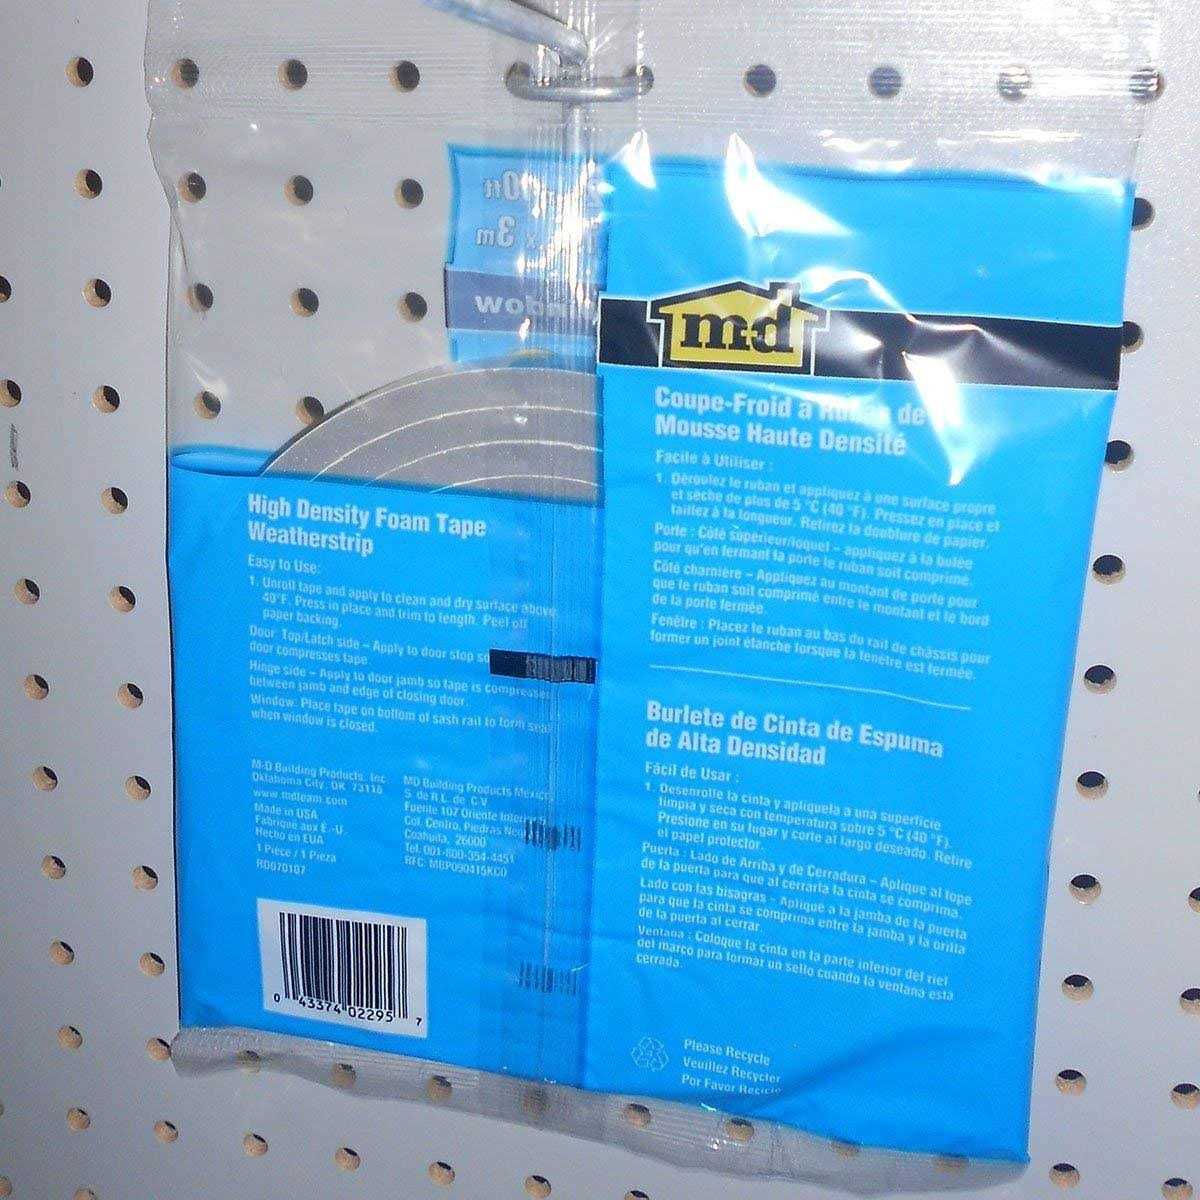 10ft
3m
md
High Density Foam Tape
Weatherstrip
Easy to Use:
1. Unroll tape and apply to clean and dry surface above
40°F. Press in place and trim to length. Peel off
paper backing.
Door Top/Latch side – Apply to door stop so
door compresses tape.
Hinge side – Apply to door jamb so tape is compressed
between jamb and edge of closing door.
Window: Place tape on bottom of sash rail to form seal
when window is closed.
M-D Building Products, Inc
Oklahoma City, OK 73118
www.mdteam.com
Made in USA
Fabriqué aux É.-U.
Hecho en EUA
1 Piece / 1 Pieza
MD Building Products Mexico
S. de R.L. de C.V.
Fuente 107 Oriente
Col. Centro, Piedras
Coahuila, 26000
Tel. 001-800-354-4451
RFC: MBP090415KC0
0 43374 02295 7
Coupe-Froid à Ruban de
Mousse Haute Densité
Facile à Utiliser :
1. Déroulez le ruban et appliquez à une surface propre
et sèche de plus de 5 °C (40 °F). Pressez en place et
taillez à la longueur. Retirez la doublure de papier.
Porte : Côté supérieur/loquet – appliquez à la butée
pour qu'en fermant la porte le ruban soit comprimé.
Côté charnière – Appliquez au montant de porte pour
que le ruban soit comprimé entre le montant et le bord
de la porte fermée.
Fenêtre : Placez le ruban au bas du rail de châssis pour
former un joint étanche lorsque la fenêtre est fermée.
Burlete de Cinta de Espuma
de Alta Densidad
Fácil de Usar :
1. Desenrolle la cinta y aplíquela a una superficie
limpia y seca con temperatura sobre 5 °C (40 °F).
Presione en su lugar y corte al largo deseado. Retire
el papel protector.
Puerta : Lado de Arriba y de Cerradura – Aplique al tope
de la puerta para que al cerrarla la cinta se comprima.
Lado con las bisagras - Aplique a la jamba de la puerta
para que la cinta se comprima entre la jamba y la orilla
de la puerta al cerrar.
Ventana : Coloque la cinta en la parte inferior del riel
del marco para formar un sello cuando la ventana está
cerrada.
Please Recycle
Veuillez Recycler
Por Favor Recicle